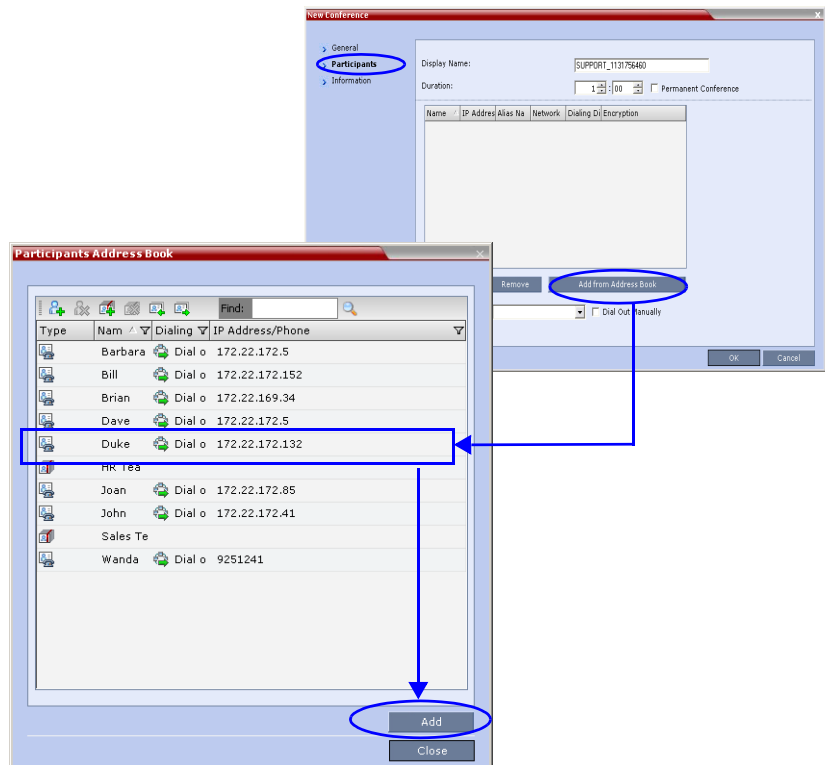 New Conference
x
General
Participants
Information
Display Name:
SUPPORT_1131756460
Duration:
1 : 00
Permanent Conference
Name IP Addres Alias Na Network Dialing Di Encryption
Remove
Add from Address Book
Dial Out Manually
OK
Cancel
Participants Address Book
x
Find:
Type Nam Dialing IP Address/Phone
Barbara Dial o 172.22.172.5
Bill Dial o 172.22.172.152
Brian Dial o 172.22.169.34
Dave Dial o 172.22.172.5
Duke Dial o 172.22.172.132
HR Tea
Joan Dial o 172.22.172.85
John Dial o 172.22.172.41
Sales Te
Wanda Dial o 9251241
Add
Close